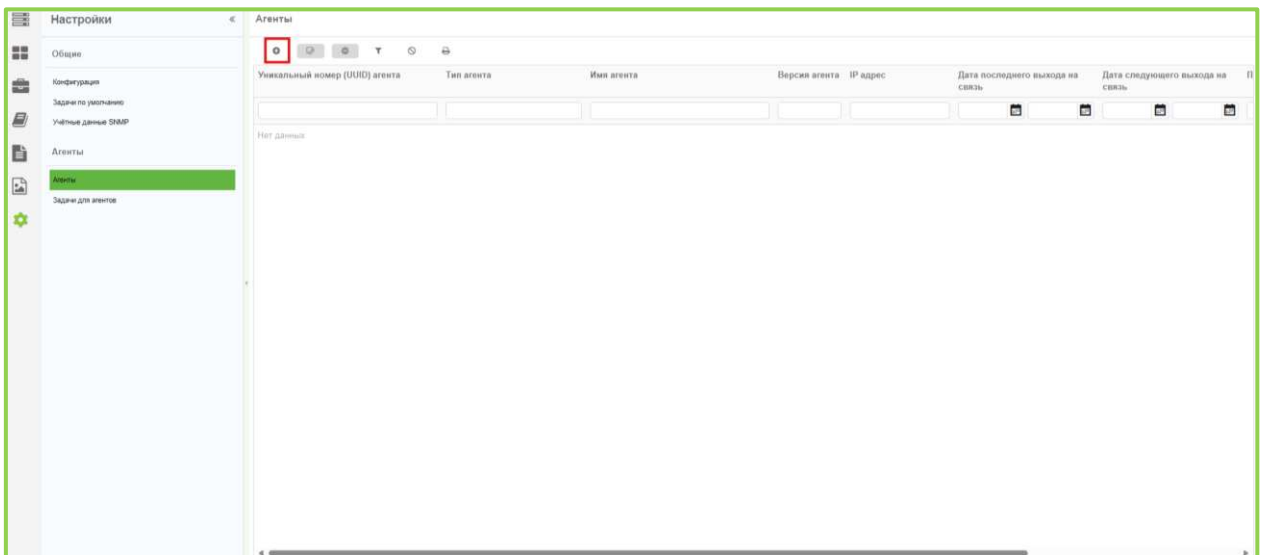 Настройки
«
Агенты
Общие
Конфигурация
Задачи по умолчанию
Учётные данные SNMP
Агенты
Агенты
Задачи для агентов
Уникальный номер (UUID) агента
Тип агента
Имя агента
Версия агента
IP адрес
Дата последнего выхода на
связь
Дата следующего выхода на
связь
П
Нет данных